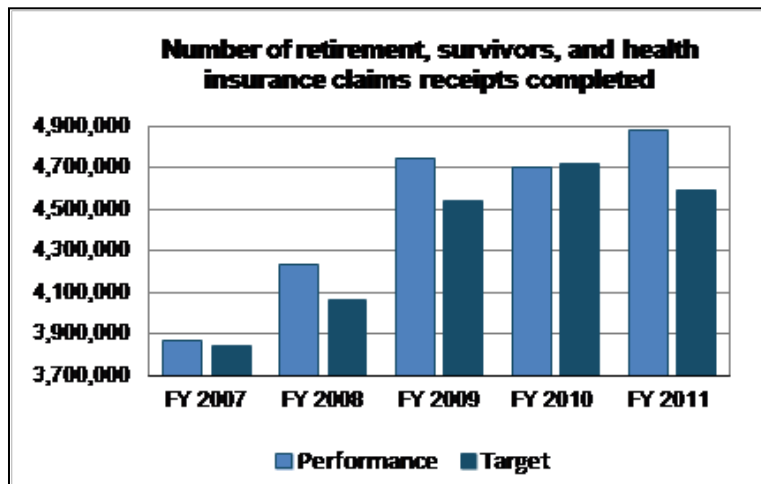 Number of retirement, survivors, and health
insurance claims receipts completed
4,900,000
4,700,000
4,500,000
4,300,000
4,100,000
3,900,000
3,700,000
FY 2007 FY 2008 FY 2009 FY 2010 FY 2011
Performance Target